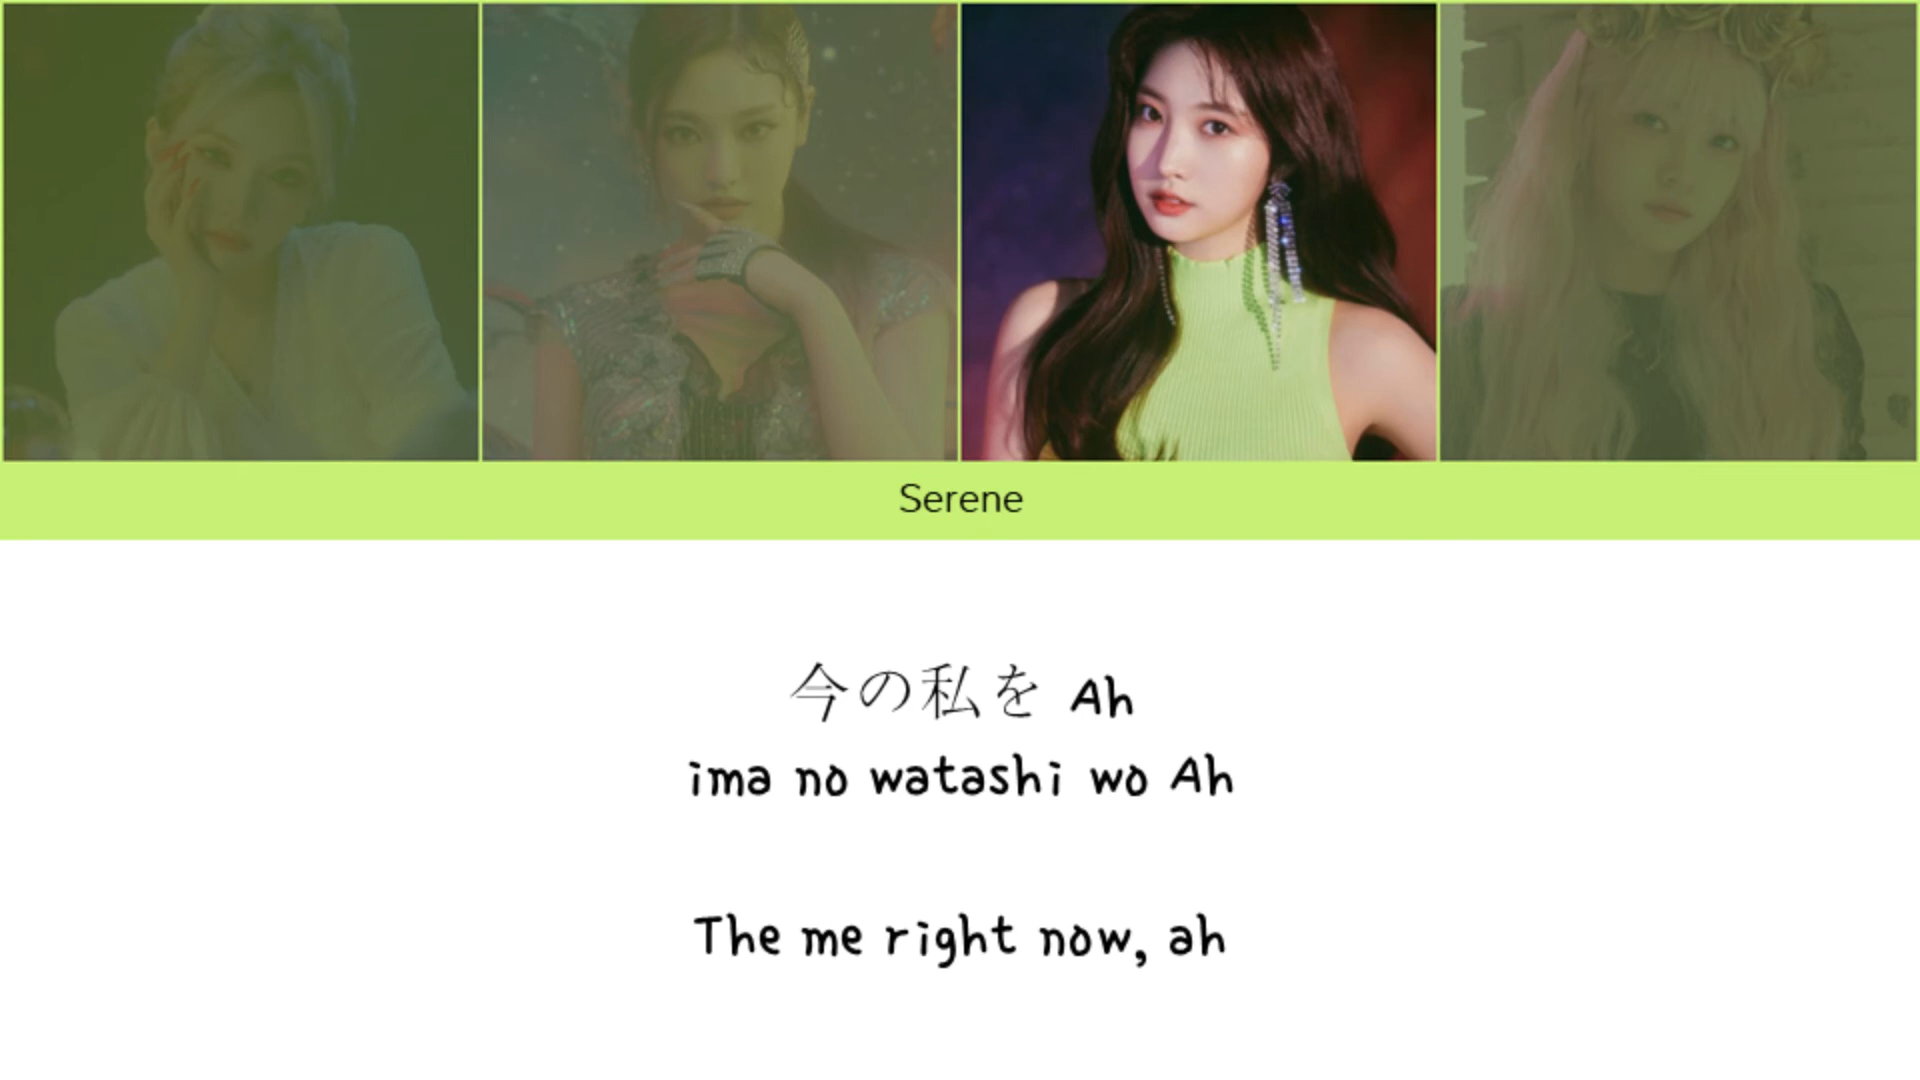 Serene
今の私を Ah
ima no watashi wo Ah
The me right now, ah